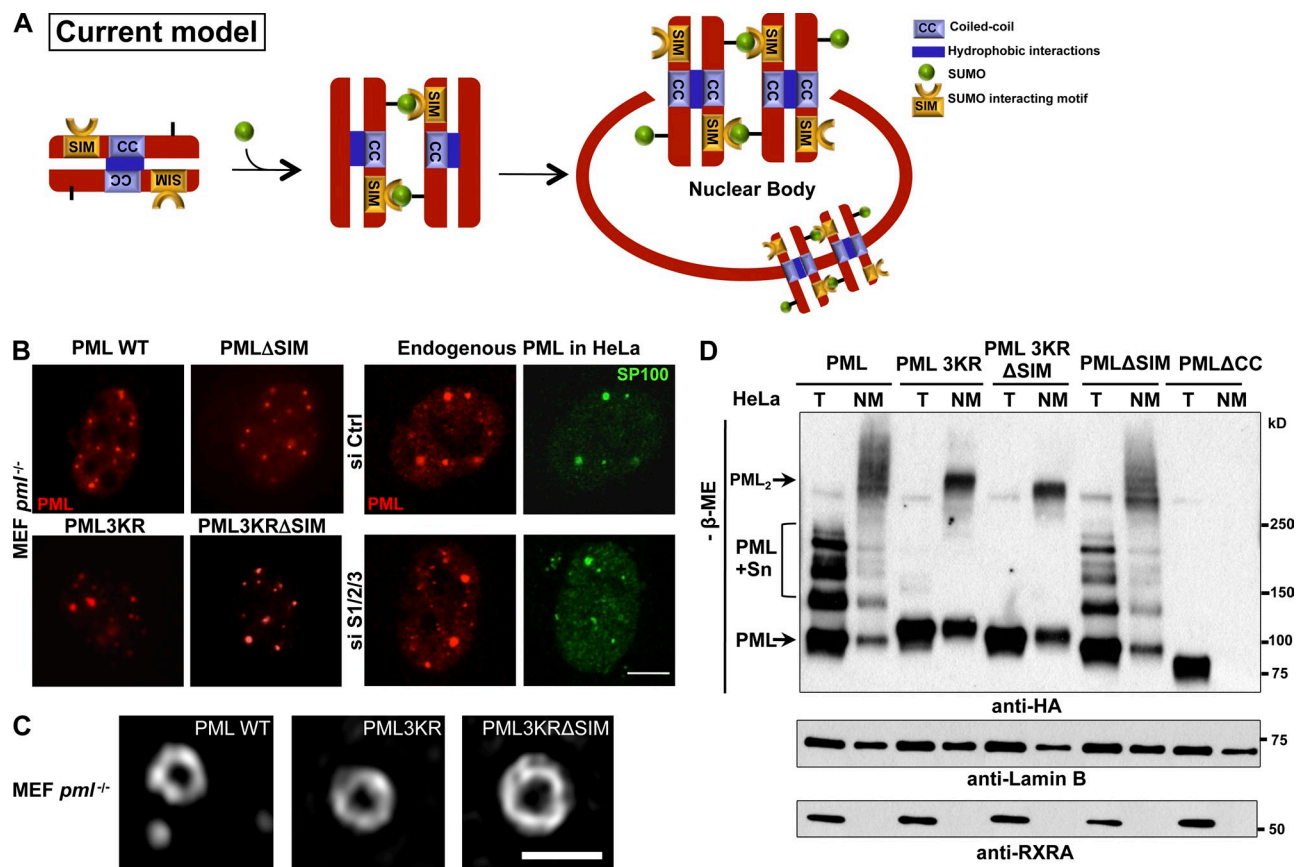 A
Current model
SIM
CC
CC
SIM
SIM
CC
CC
SIM
SIM
SIM
CC
CC
CC
CC
SIM
SIM
Nuclear Body
CC
Coiled-coil
Hydrophobic interactions
SUMO
SIM
SUMO interacting motif
SIM
CC
CC
SIM
B
PML WT
PMLΔSIM
Endogenous PML in HeLa
MEF pml-/-
PML
si Ctrl
SP100
PML3KR
PML3KRΔSIM
si S1/2/3
C
MEF pml-/-
PML WT
PML3KR
PML3KRΔSIM
D
PML
PML 3KR
PML 3KR
ΔSIM
PMLΔSIM
PMLΔCC
HeLa
T NM T NM T NM T NM T NM
kD
- β-ME
PML2
250
PML
+Sn
150
PML
100
75
anti-HA
75
anti-Lamin B
50
anti-RXRA